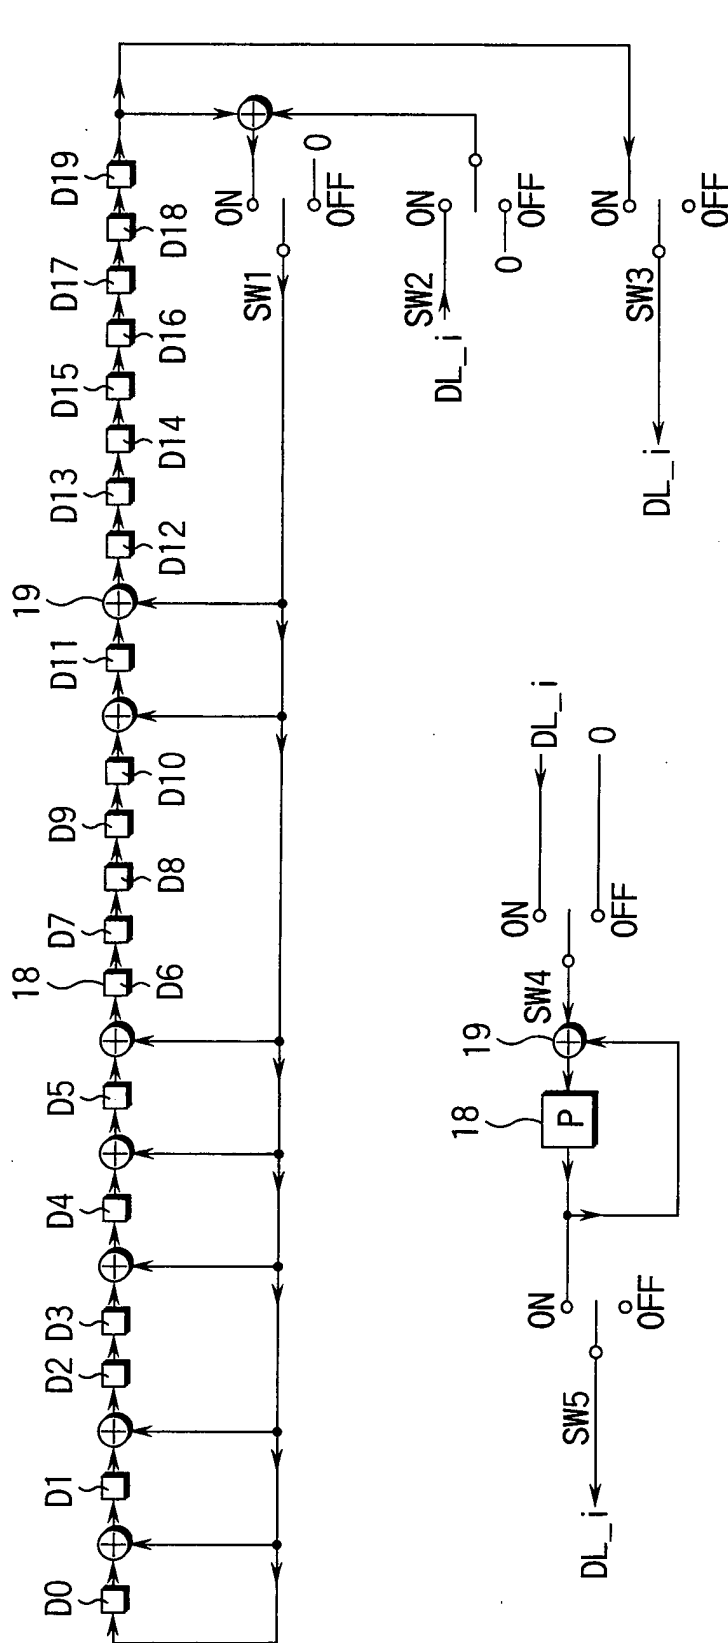 D0
D1
D2
D3
D4
D5
18
D6
D7
D8
D9
D10
D11
19
D12
D13
D14
D15
D16
D17
D18
D19
SW1
ON
OFF
0
DL_i
SW2
ON
0
OFF
DL_i
SW3
ON
OFF
DL_i
SW5
ON
OFF
18
P
19
SW4
ON
OFF
DL_i
0